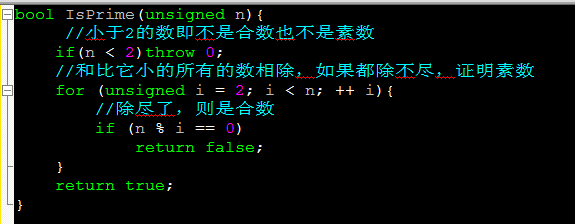 bool IsPrime(unsigned n){
//小于2的数即不是合数也不是素数
if(n < 2)throw 0;
//和比它小的所有的数相除，如果都除不尽，证明素数
for (unsigned i = 2; i < n; ++ i){
//除尽了，则是合数
if (n % i == 0)
return false;
}
return true;
}